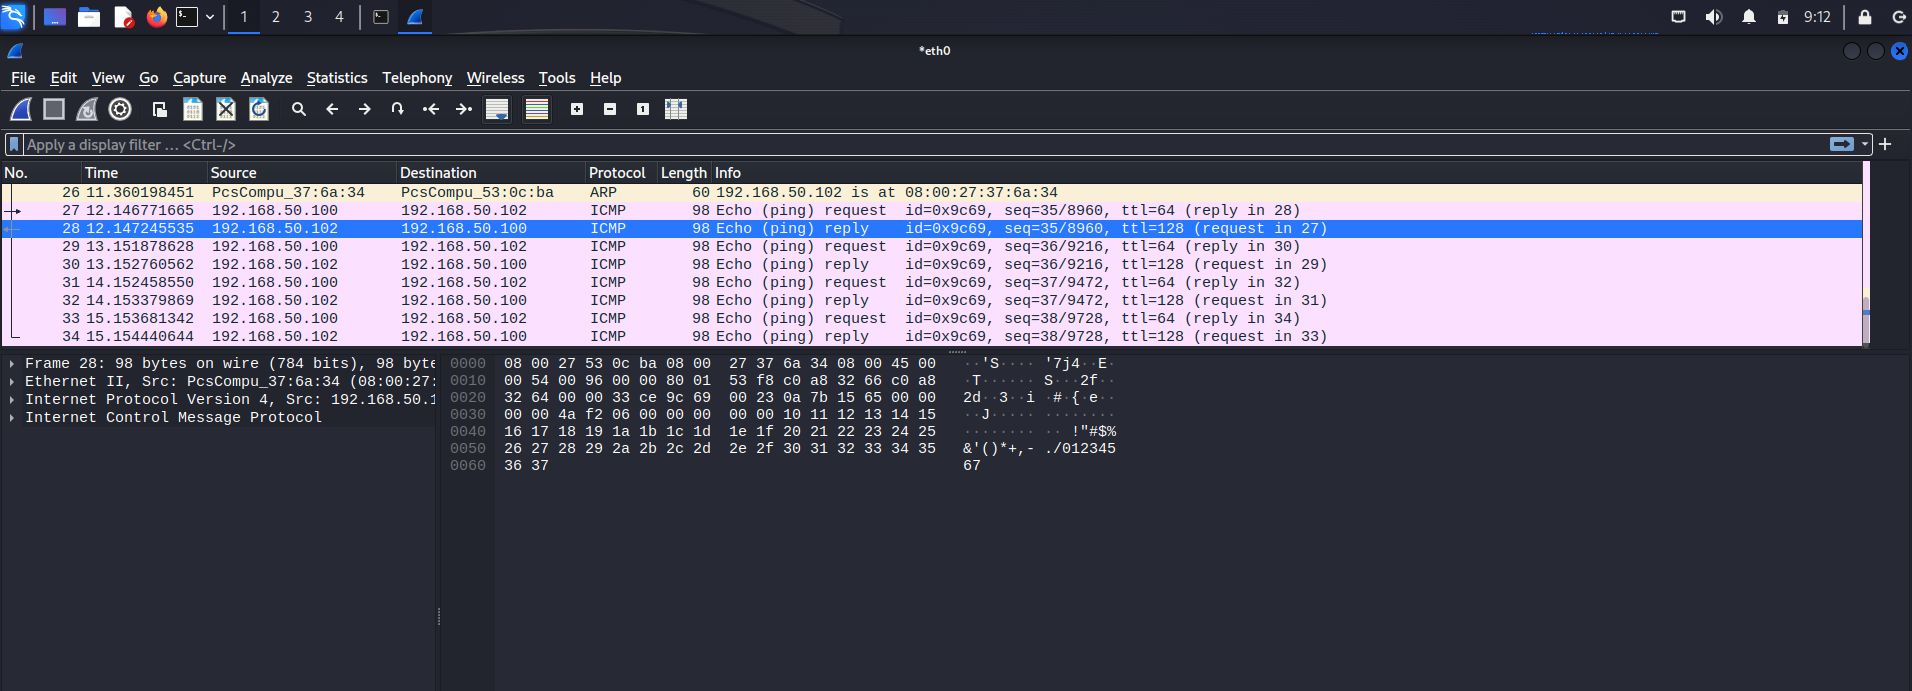 1 2 3 4 9:12
*eth0
File Edit View Go Capture Analyze Statistics Telephony Wireless Tools Help
Apply a display filter … <Ctrl-/>
No. Time Source Destination Protocol Length Info
26 11.360198451 PcsCompu_37:6a:34 PcsCompu_53:0c:ba ARP 60 192.168.50.102 is at 08:00:27:37:6a:34
27 12.146771665 192.168.50.100 192.168.50.102 ICMP 98 Echo (ping) request id=0x9c69, seq=35/8960, ttl=64 (reply in 28)
28 12.147245535 192.168.50.102 192.168.50.100 ICMP 98 Echo (ping) reply id=0x9c69, seq=35/8960, ttl=128 (request in 27)
29 13.151878628 192.168.50.100 192.168.50.102 ICMP 98 Echo (ping) request id=0x9c69, seq=36/9216, ttl=64 (reply in 30)
30 13.152760562 192.168.50.102 192.168.50.100 ICMP 98 Echo (ping) reply id=0x9c69, seq=36/9216, ttl=128 (request in 29)
31 14.152458550 192.168.50.100 192.168.50.102 ICMP 98 Echo (ping) request id=0x9c69, seq=37/9472, ttl=64 (reply in 32)
32 14.153379869 192.168.50.102 192.168.50.100 ICMP 98 Echo (ping) reply id=0x9c69, seq=37/9472, ttl=128 (request in 31)
33 15.153681342 192.168.50.100 192.168.50.102 ICMP 98 Echo (ping) request id=0x9c69, seq=38/9728, ttl=64 (reply in 34)
34 15.154440644 192.168.50.102 192.168.50.100 ICMP 98 Echo (ping) reply id=0x9c69, seq=38/9728, ttl=128 (request in 33)
Frame 28: 98 bytes on wire (784 bits), 98 byte
Ethernet II, Src: PcsCompu_37:6a:34 (08:00:27:
Internet Protocol Version 4, Src: 192.168.50.1
Internet Control Message Protocol
0000 08 00 27 53 0c ba 08 00 27 37 6a 34 08 00 45 00 ··'S···· '7j4··E·
0010 00 54 00 96 00 00 80 01 53 f8 c0 a8 32 66 c0 a8 ·T······ S···2f··
0020 32 64 00 00 33 ce 9c 69 00 23 0a 7b 15 65 00 00 2d··3··i ·#·{·e··
0030 00 00 4a f2 06 00 00 00 00 00 10 11 12 13 14 15 ··J····· ········
0040 16 17 18 19 1a 1b 1c 1d 1e 1f 20 21 22 23 24 25 ········ ·· !"#$%
0050 26 27 28 29 2a 2b 2c 2d 2e 2f 30 31 32 33 34 35 &'()*+,- ./012345
0060 36 37 67